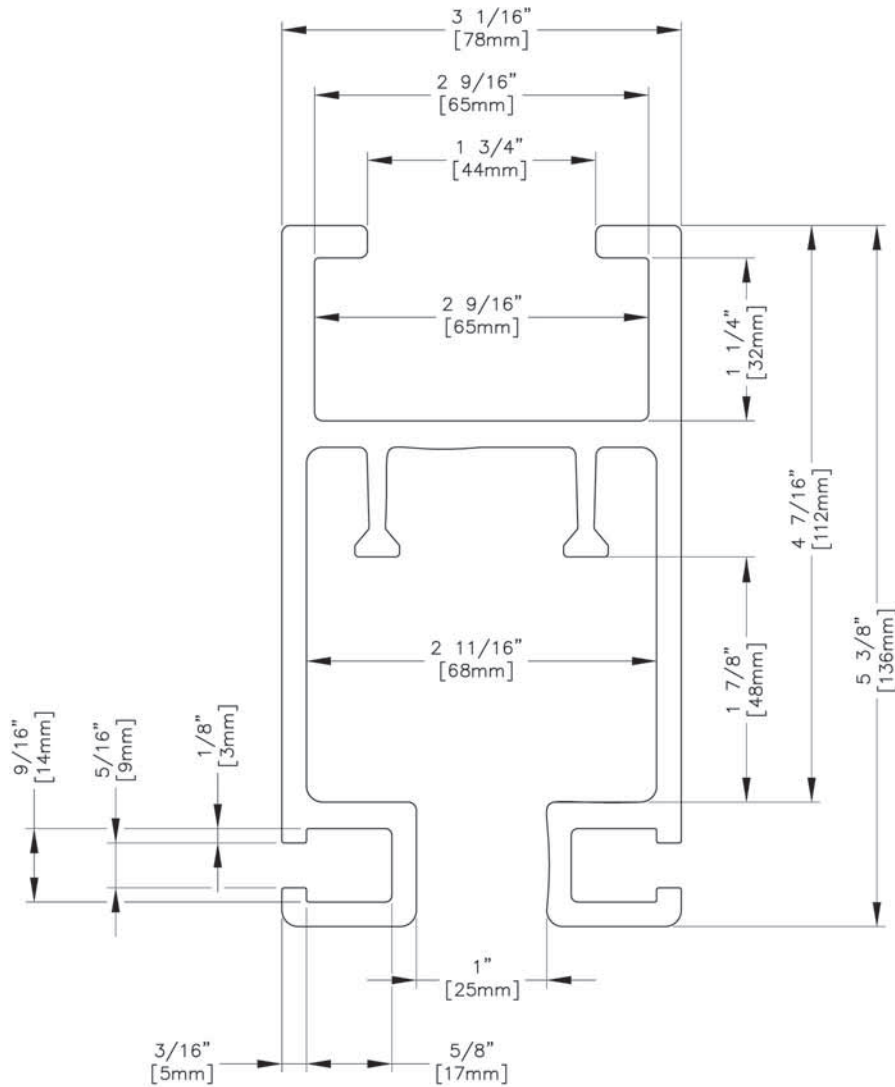 3 1/16”
[78mm]
2 9/16”
[65mm]
1 3/4”
[44mm]
2 9/16”
[65mm]
1 1/4”
[32mm]
4 7/16”
[112mm]
5 3/8”
[136mm]
2 11/16”
[68mm]
1 7/8”
[48mm]
9/16”
[14mm]
5/16”
[9mm]
1/8”
[3mm]
1”
[25mm]
3/16”
[5mm]
5/8”
[17mm]